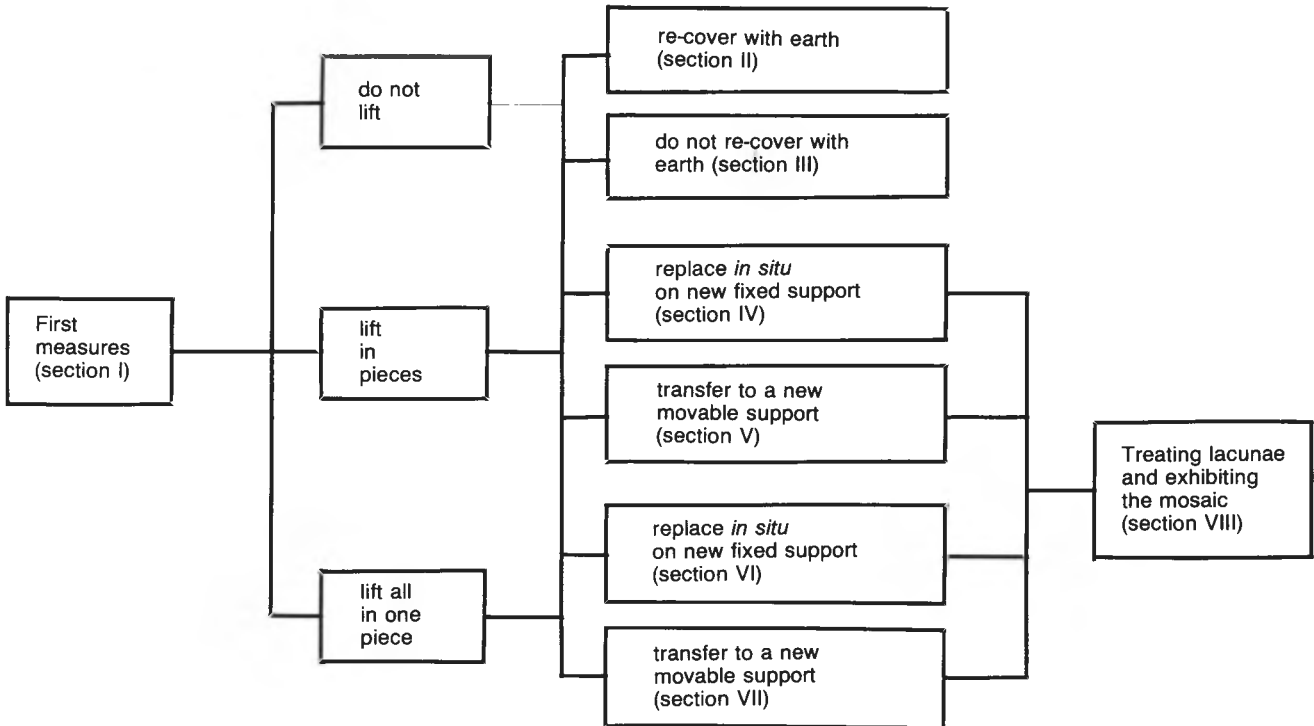 First
measures
(section I)
do not
lift
lift
in
pieces
lift all
in one
piece
re-cover with earth
(section II)
do not re-cover with
earth (section III)
replace in situ
on new fixed support
(section IV)
transfer to a new
movable support
(section V)
replace in situ
on new fixed support
(section VI)
transfer to a new
movable support
(section VII)
Treating lacunae
and exhibiting
the mosaic
(section VIII)